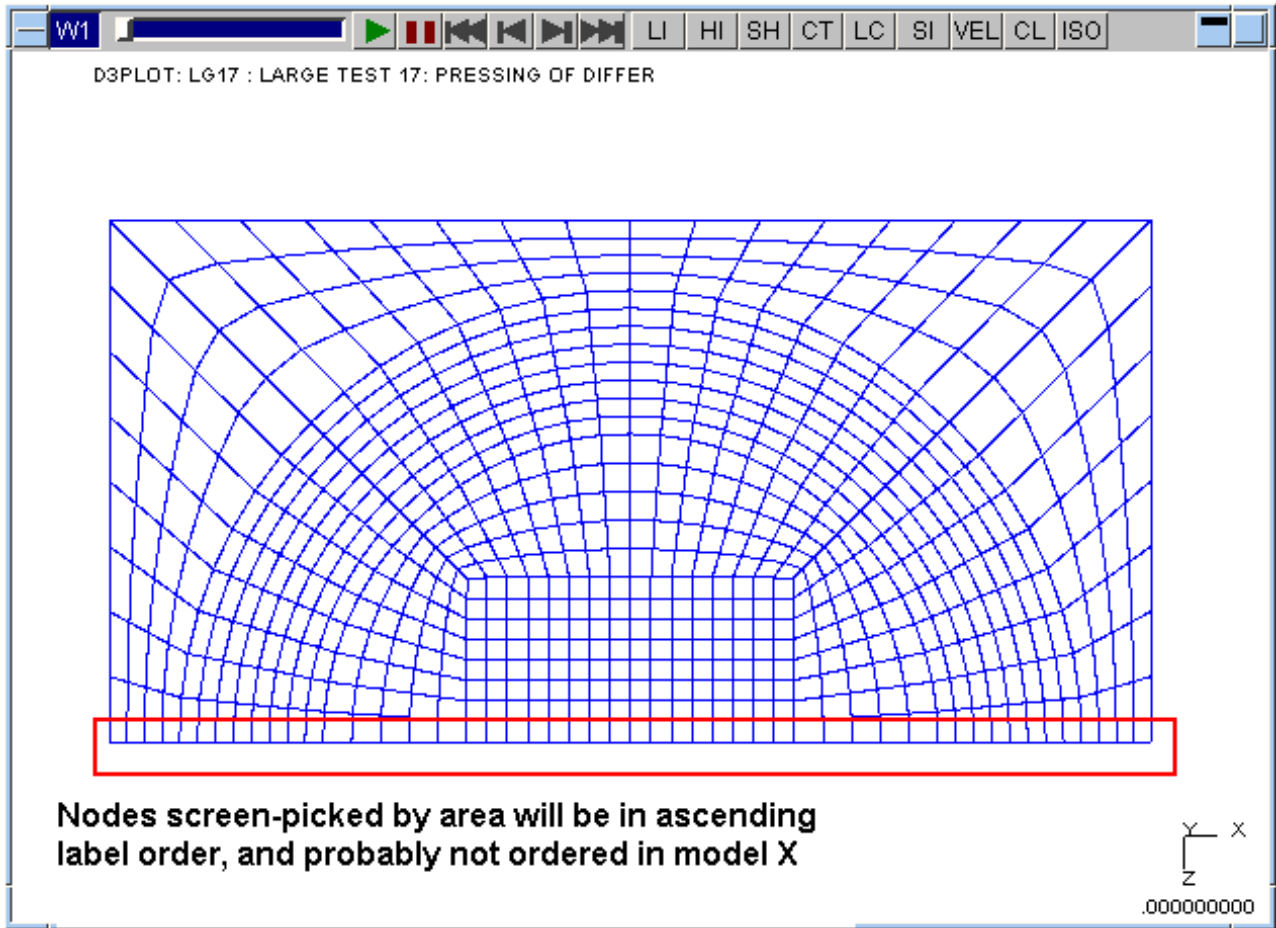 W1 LI HI SH CT LC SI VEL CL ISO
D3PLOT: LG17 : LARGE TEST 17: PRESSING OF DIFFER
Nodes screen-picked by area will be in ascending
label order, and probably not ordered in model X
Y X
Z
.000000000